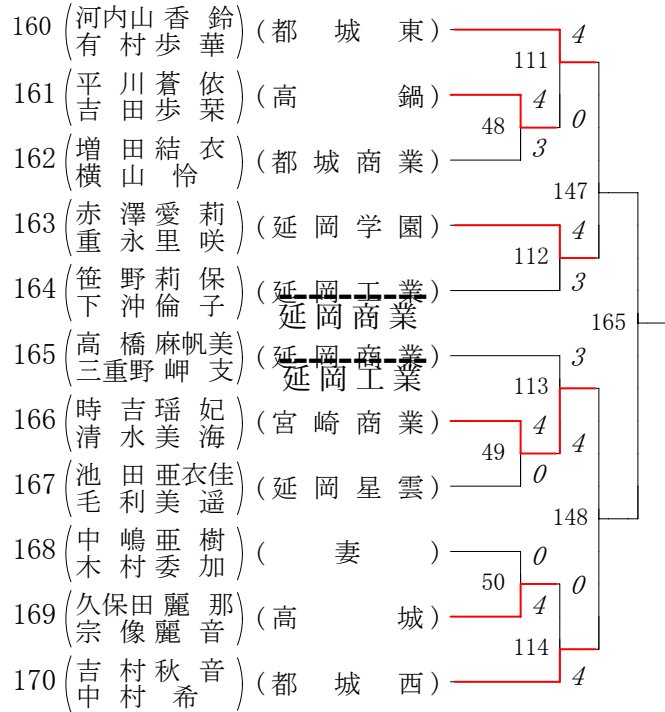 160 河内山 香 鈴 (都 城 東) 4
有 村 歩 華
111
161 平 川 蒼 依 (高 鍋) 4 0
吉 田 歩 栞
48
162 増 田 結 衣 (都 城 商 業) 3
横 山 怜
147
163 赤 澤 愛 莉 (延 岡 学 園) 4
重 永 里 咲
112
164 笹 野 莉 保 (延 岡 工 業) 3
下 沖 倫 子 延 岡 商 業
165
165 高 橋 麻帆美 (延 岡 商 業) 3
三重野 岬 支 延 岡 工 業
113
166 時 吉 瑶 妃 (宮 崎 商 業) 4 4
清 水 美 海
49
167 池 田 亜衣佳 (延 岡 星 雲) 0
毛 利 美 遥
148
168 中 嶋 亜 樹 (妻) 0 0
木 村 委 加
50
169 久保田 麗 那 (高 城) 4
宗 像 麗 音
114
170 吉 村 秋 音 (都 城 西) 4
中 村 希